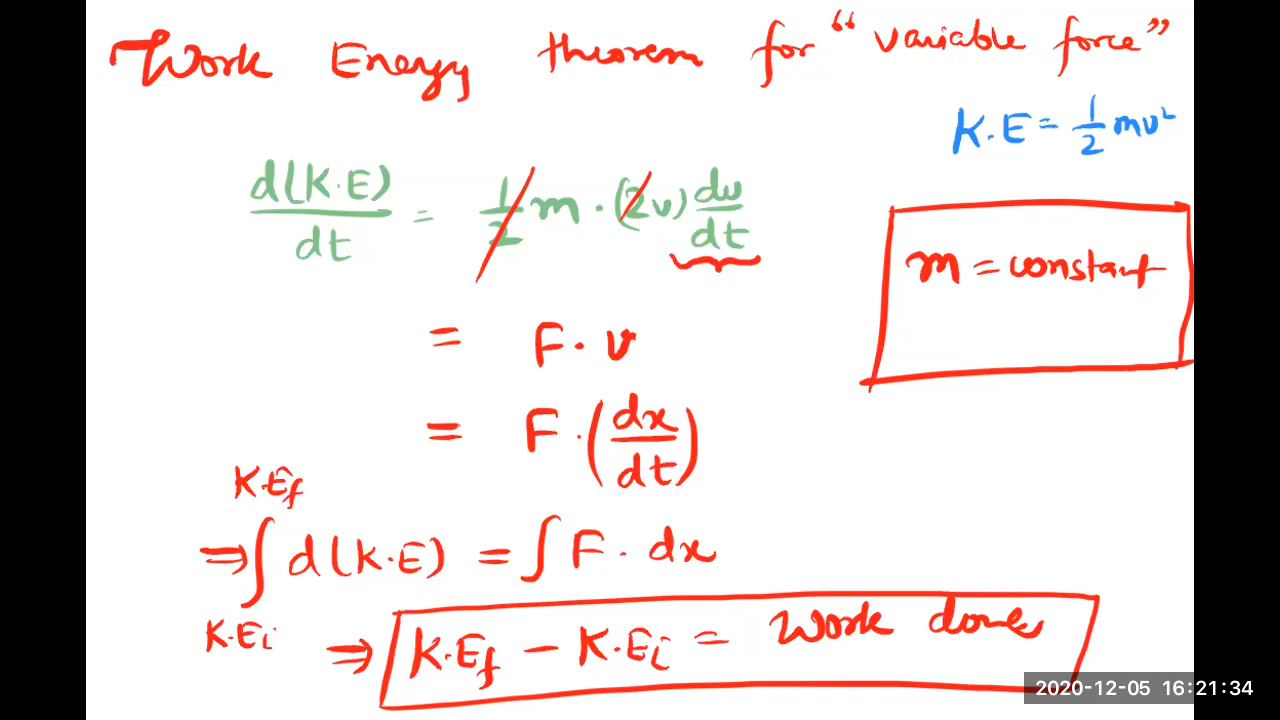 Work Energy theorem for "variable force"
K.E = 1/2 mv²
d(K.E)/dt = 1/2 m · (2v) dv/dt
m = constant
= F · v
= F · (dx/dt)
K.Ef
⇒ ∫ d(K.E) = ∫ F · dx
K.Ei
⇒ K.Ef − K.Ei = Work done
2020-12-05 16:21:34